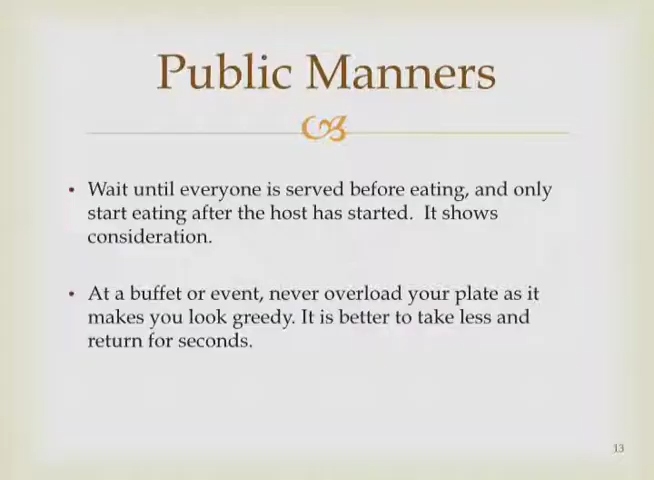 Public Manners
• Wait until everyone is served before eating, and only
start eating after the host has started.  It shows
consideration.
• At a buffet or event, never overload your plate as it
makes you look greedy. It is better to take less and
return for seconds.
13